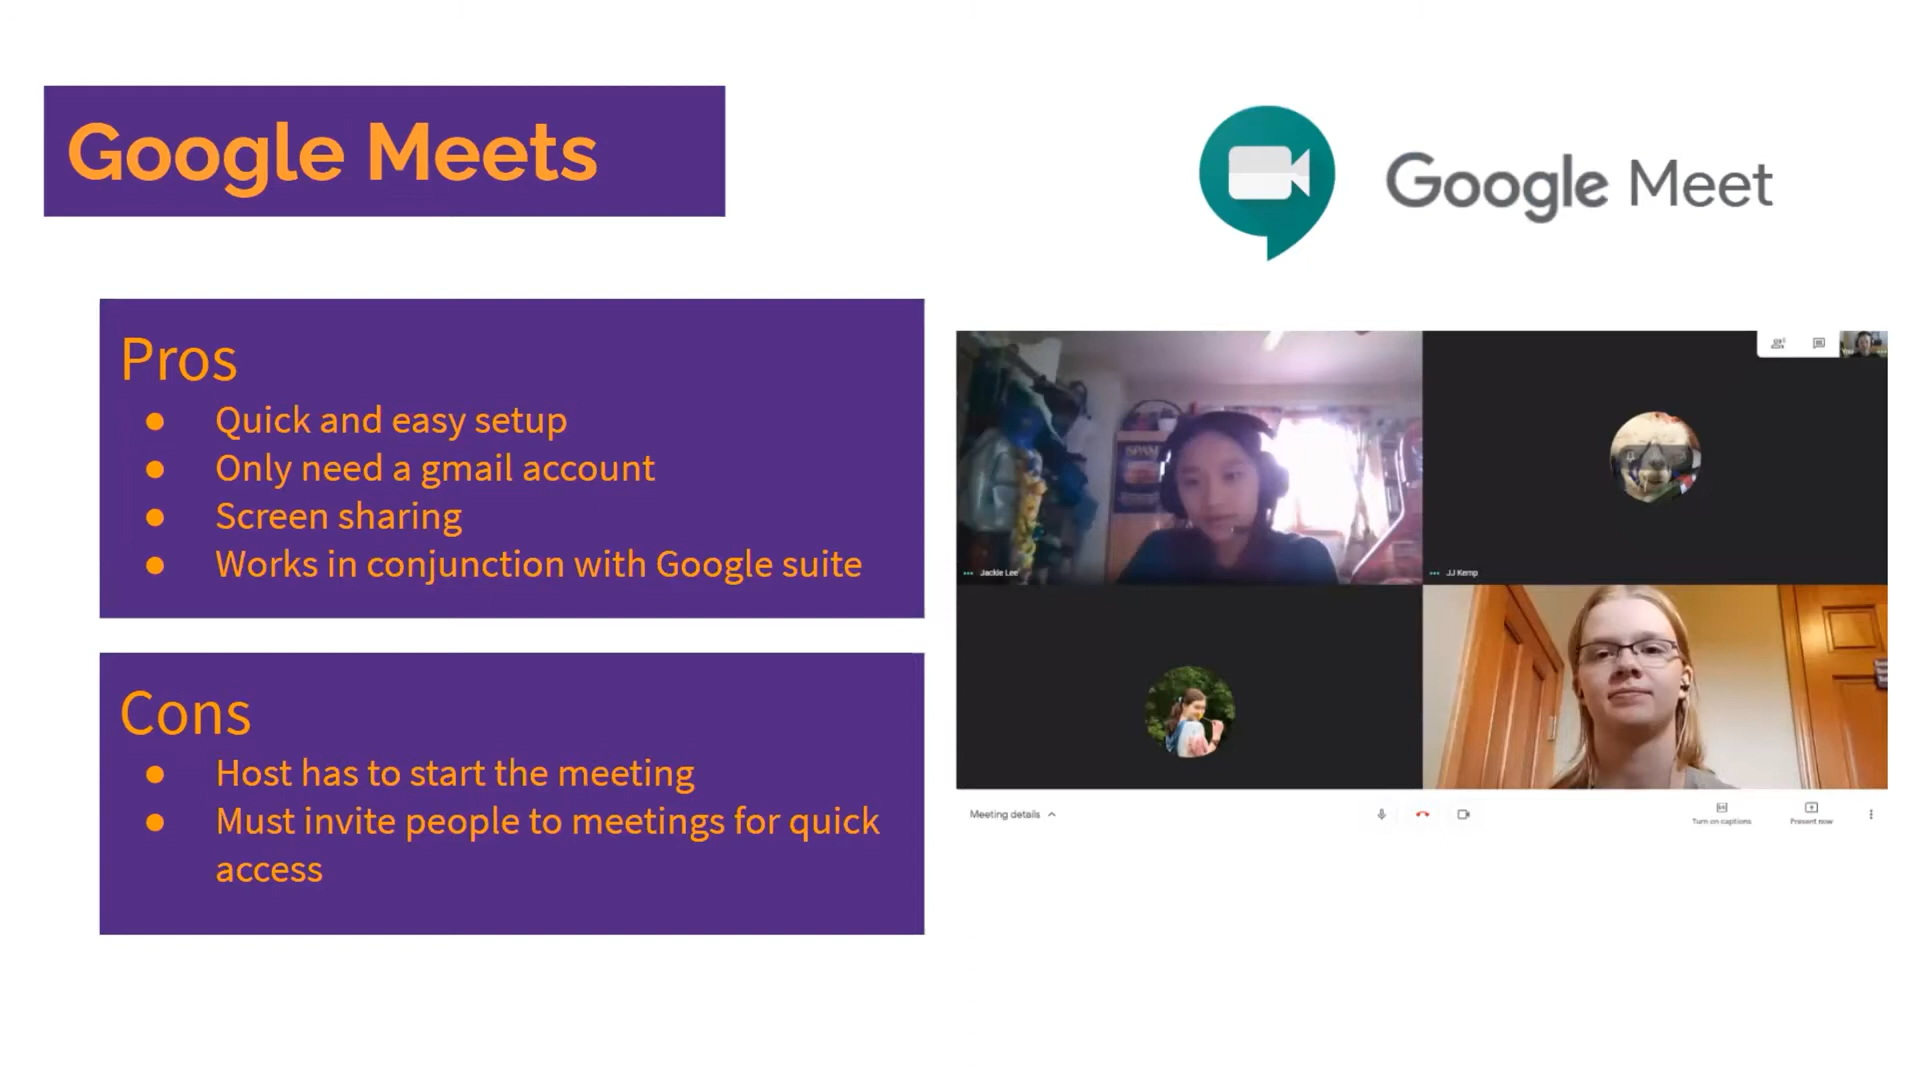 Google Meets
Google Meet
Pros
● Quick and easy setup
● Only need a gmail account
● Screen sharing
● Works in conjunction with Google suite
Cons
● Host has to start the meeting
● Must invite people to meetings for quick
access
SPAM
Jackie Lee
JJ Kemp
Meeting details
Turn on captions
Present now